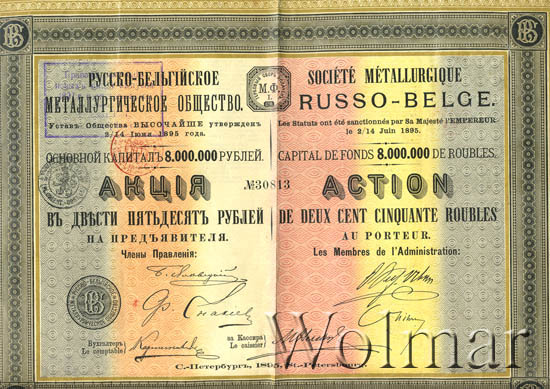 РУССКО-БЕЛЬГІЙСКОЕ
МЕТАЛЛУРГИЧЕСКОЕ ОБЩЕСТВО.
Уставъ Общества ВЫСОЧАЙШЕ утвержденъ
2/14 Іюня 1895 года.
ОСНОВНОЙ КАПИТАЛЪ 8.000.000 РУБЛЕЙ.
АКЦІЯ
ВЪ ДВѢСТИ ПЯТЬДЕСЯТЪ РУБЛЕЙ
НА ПРЕДЪЯВИТЕЛЯ.
Члены Правленія:
Бухгалтеръ
Le comptable
М.Ф.
I.
№30813
SOCIÉTÉ MÉTALLURGIQUE
RUSSO-BELGE.
Les Statuts ont été sanctionnés par Sa Majesté l'EMPEREUR
le 2/14 Juin 1895.
CAPITAL DE FONDS 8.000.000 DE ROUBLES.
ACTION
DE DEUX CENT CINQUANTE ROUBLES
AU PORTEUR.
Les Membres de l'Administration:
за Кассира
Le caissier
С.-Петербургъ, 1895, St.-Pétersbourg.
Wolmar